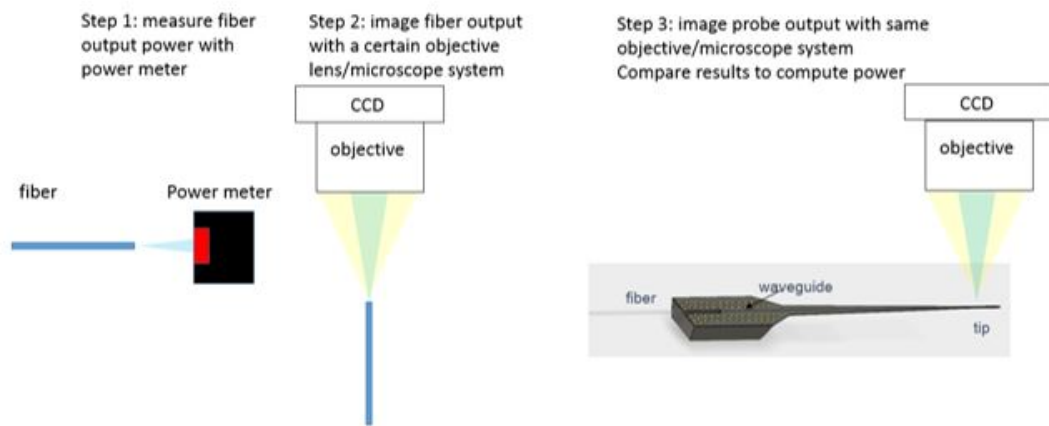 Step 1: measure fiber
output power with
power meter
Step 2: image fiber output
with a certain objective
lens/microscope system
Step 3: image probe output with same
objective/microscope system
Compare results to compute power
CCD
objective
CCD
objective
fiber
Power meter
waveguide
fiber
tip